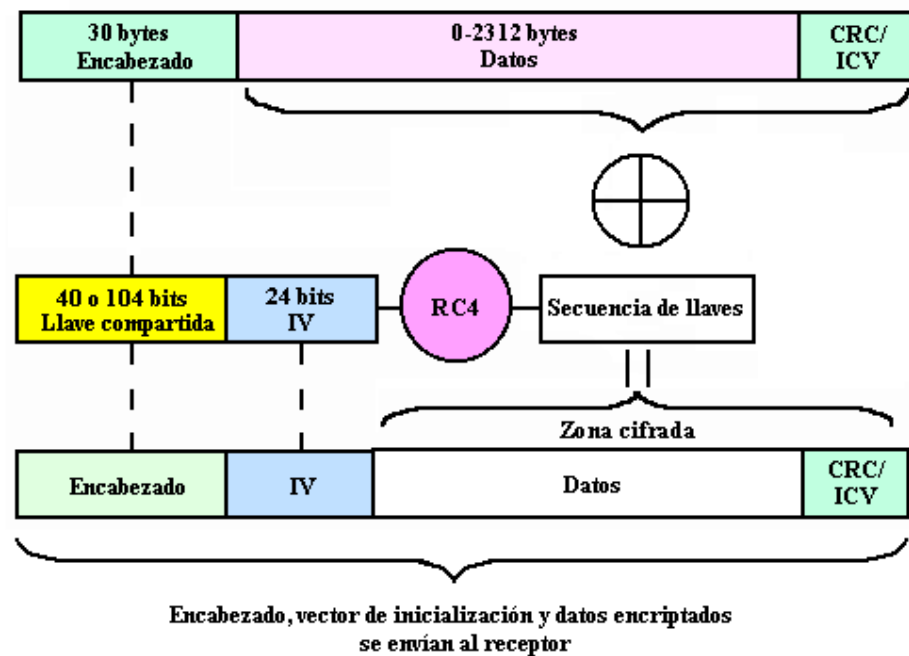 30 bytes
Encabezado
0-2312 bytes
Datos
CRC/
ICV
40 o 104 bits
Llave compartida
24 bits
IV
RC4
Secuencia de llaves
Zona cifrada
Encabezado
IV
Datos
CRC/
ICV
Encabezado, vector de inicialización y datos encriptados
se envían al receptor